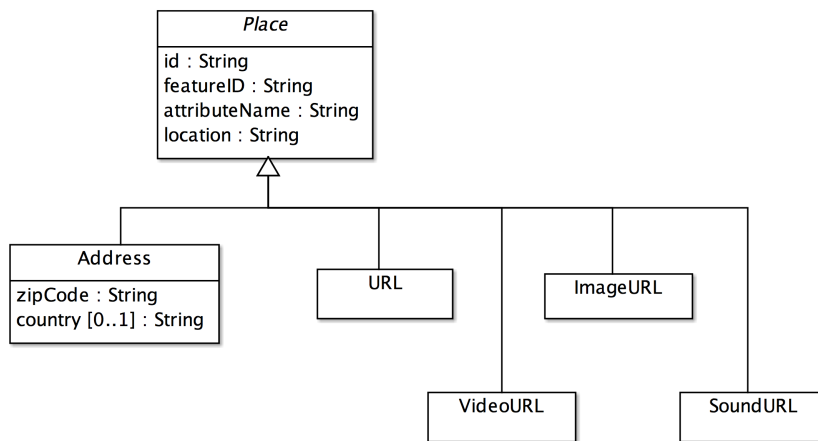 Place
id : String
featureID : String
attributeName : String
location : String
Address
zipCode : String
country [0..1] : String
URL
ImageURL
VideoURL
SoundURL